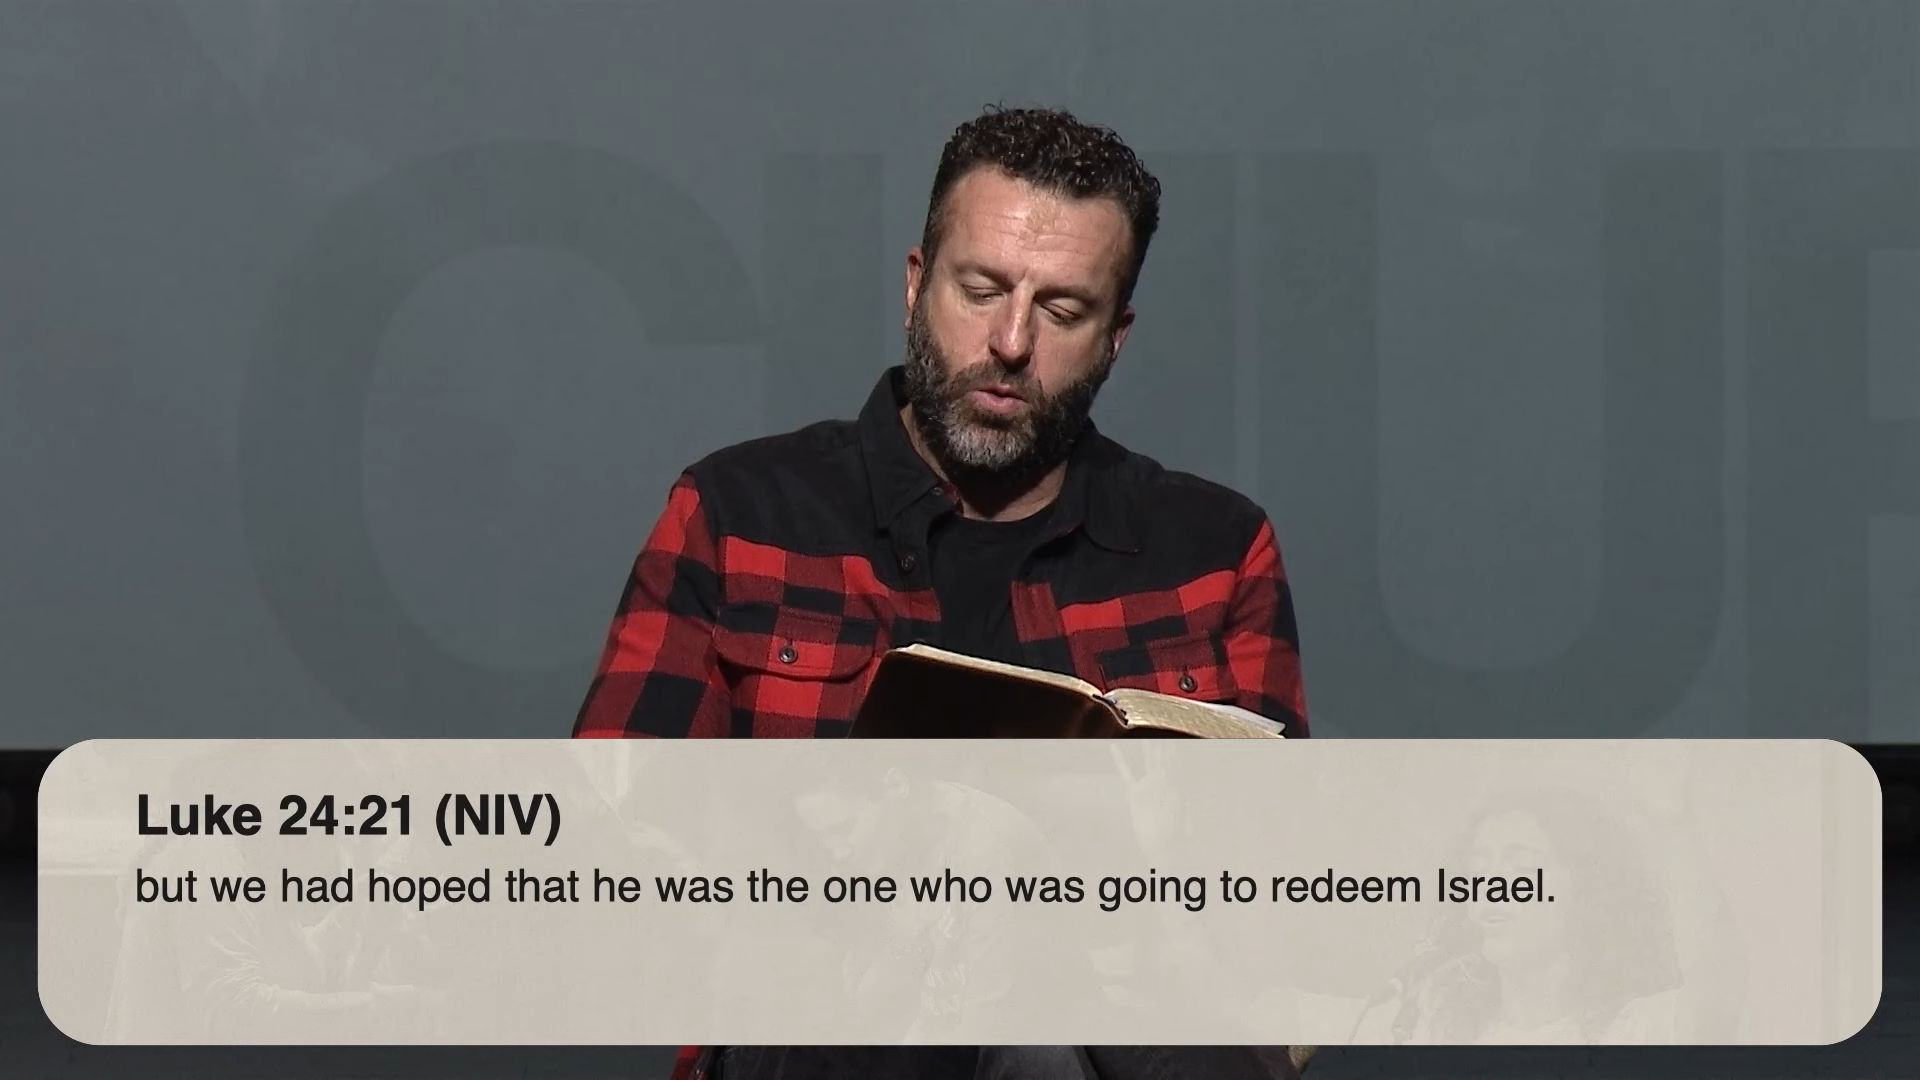 CHUR
Luke 24:21 (NIV)
but we had hoped that he was the one who was going to redeem Israel.